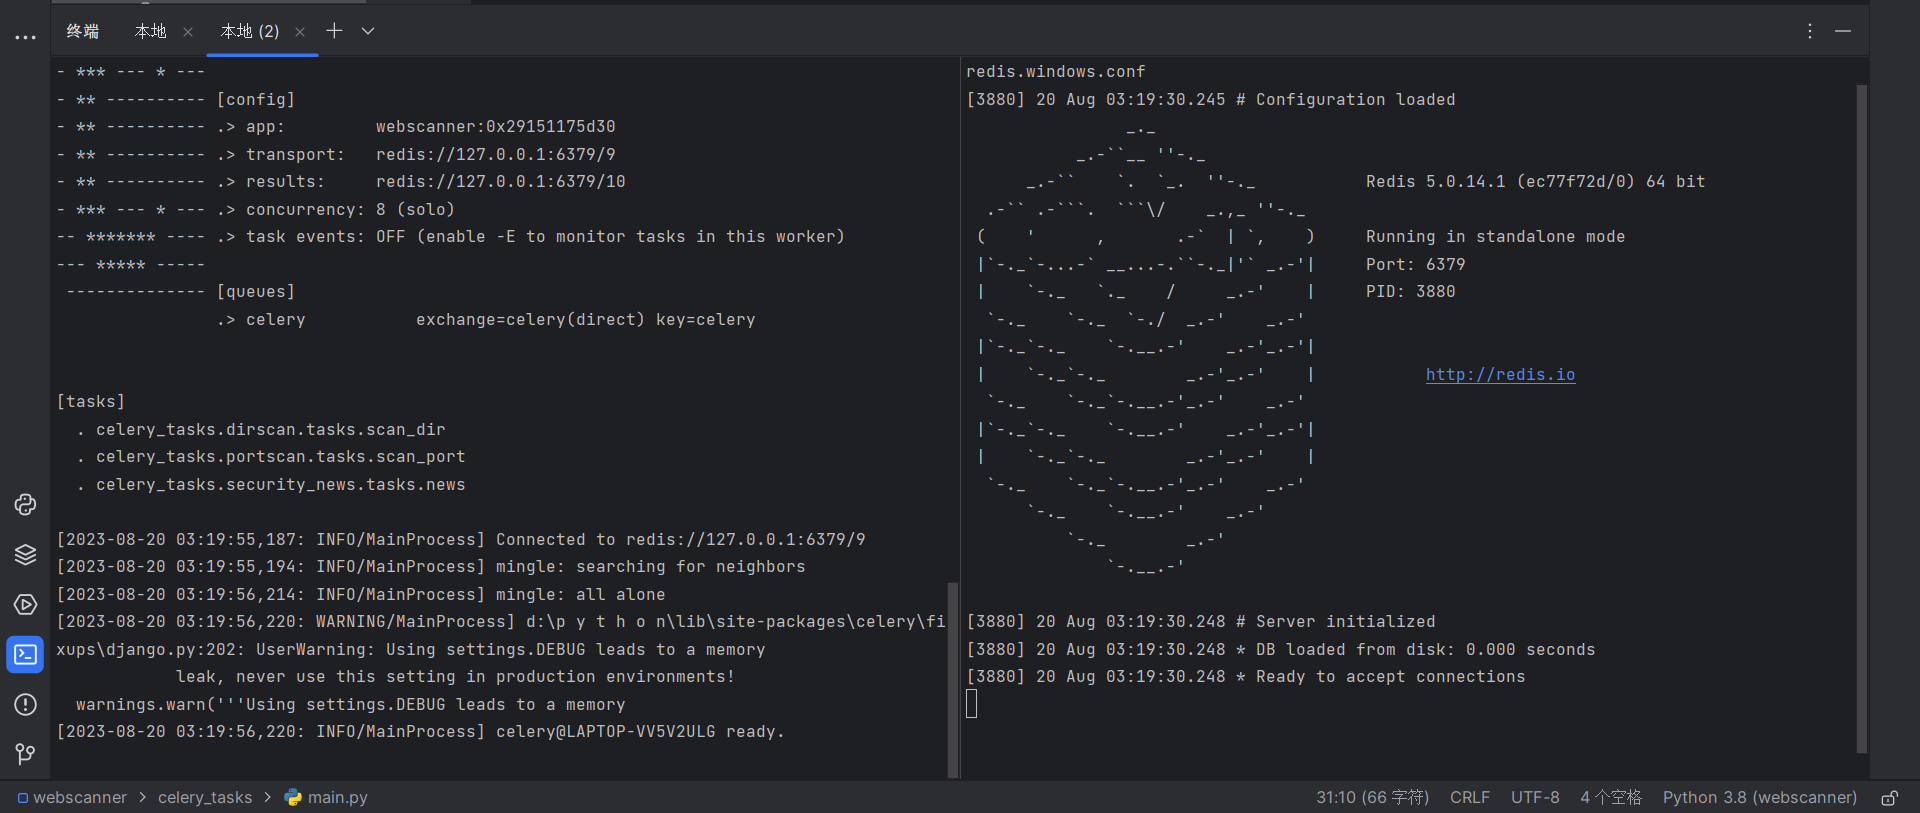 终端 本地 × 本地 (2) ×
- *** --- * ---
- ** ---------- [config]
- ** ---------- .> app:         webscanner:0x29151175d30
- ** ---------- .> transport:   redis://127.0.0.1:6379/9
- ** ---------- .> results:     redis://127.0.0.1:6379/10
- *** --- * --- .> concurrency: 8 (solo)
-- ******* ---- .> task events: OFF (enable -E to monitor tasks in this worker)
--- ***** -----
 -------------- [queues]
                .> celery           exchange=celery(direct) key=celery
[tasks]
  . celery_tasks.dirscan.tasks.scan_dir
  . celery_tasks.portscan.tasks.scan_port
  . celery_tasks.security_news.tasks.news
[2023-08-20 03:19:55,187: INFO/MainProcess] Connected to redis://127.0.0.1:6379/9
[2023-08-20 03:19:55,194: INFO/MainProcess] mingle: searching for neighbors
[2023-08-20 03:19:56,214: INFO/MainProcess] mingle: all alone
[2023-08-20 03:19:56,220: WARNING/MainProcess] d:\p y t h o n\lib\site-packages\celery\fi
xups\django.py:202: UserWarning: Using settings.DEBUG leads to a memory
            leak, never use this setting in production environments!
  warnings.warn('''Using settings.DEBUG leads to a memory
[2023-08-20 03:19:56,220: INFO/MainProcess] celery@LAPTOP-VV5V2ULG ready.
redis.windows.conf
[3880] 20 Aug 03:19:30.245 # Configuration loaded
Redis 5.0.14.1 (ec77f72d/0) 64 bit
Running in standalone mode
Port: 6379
PID: 3880
http://redis.io
[3880] 20 Aug 03:19:30.248 # Server initialized
[3880] 20 Aug 03:19:30.248 * DB loaded from disk: 0.000 seconds
[3880] 20 Aug 03:19:30.248 * Ready to accept connections
webscanner > celery_tasks > main.py
31:10 (66 字符) CRLF UTF-8 4 个空格 Python 3.8 (webscanner)